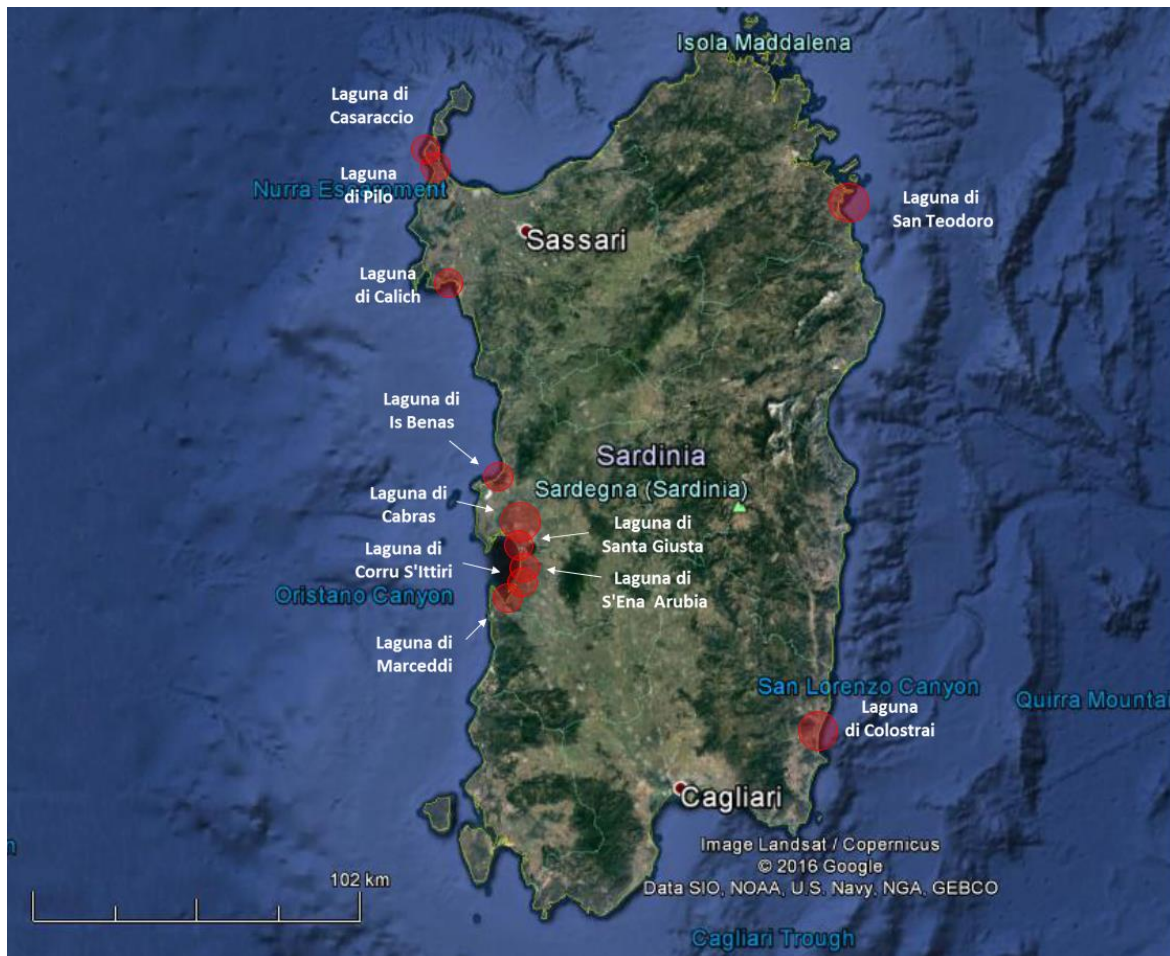 Isola Maddalena
Laguna di
Casaraccio
Laguna
di Pilo
Nurra Escarpment
Laguna di
San Teodoro
Sassari
Laguna
di Calich
Laguna di
Is Benas
Sardinia
Sardegna (Sardinia)
Laguna di
Cabras
Laguna di
Santa Giusta
Laguna di
Corru S'Ittiri
Laguna di
S'Ena Arubia
Oristano Canyon
Laguna di
Marceddi
San Lorenzo Canyon
Quirra Mounta
Laguna
di Colostrai
Cagliari
Image Landsat / Copernicus
© 2016 Google
Data SIO, NOAA, U.S. Navy, NGA, GEBCO
102 km
Cagliari Trough
n